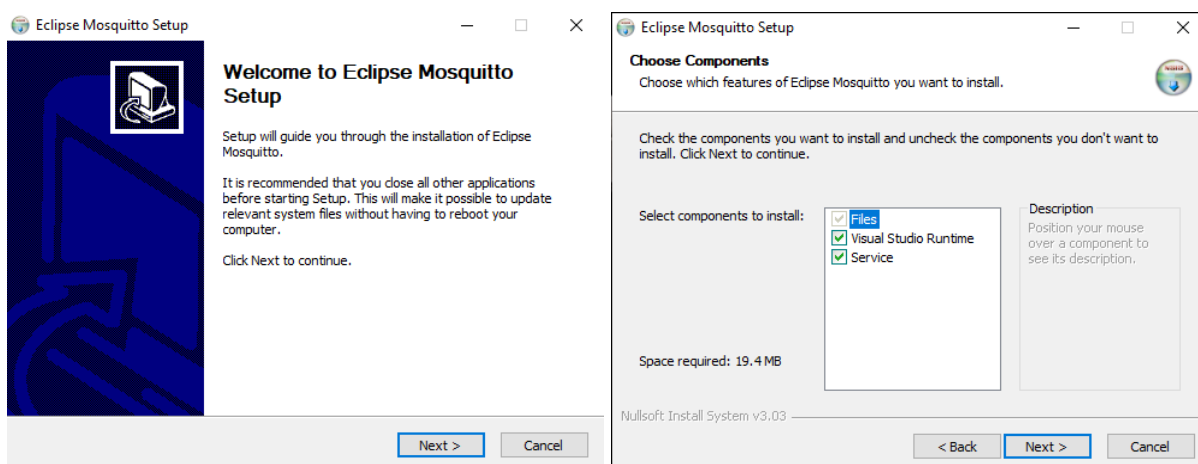 Eclipse Mosquitto Setup
Welcome to Eclipse Mosquitto
Setup
Setup will guide you through the installation of Eclipse
Mosquitto.
It is recommended that you close all other applications
before starting Setup. This will make it possible to update
relevant system files without having to reboot your
computer.
Click Next to continue.
Next >
Cancel
Eclipse Mosquitto Setup
Choose Components
Choose which features of Eclipse Mosquitto you want to install.
Check the components you want to install and uncheck the components you don't want to
install. Click Next to continue.
Select components to install:
Files
Visual Studio Runtime
Service
Description
Position your mouse
over a component to
see its description.
Space required: 19.4 MB
Nullsoft Install System v3.03
< Back
Next >
Cancel